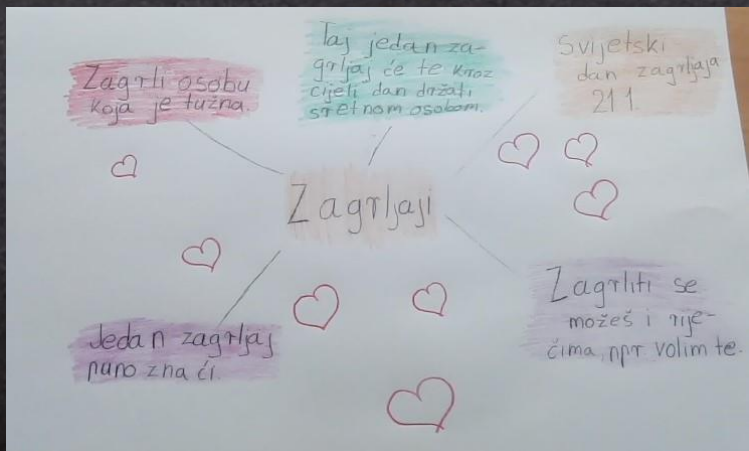 Zagrli osobu
koja je tužna.
Taj jedan za-
grljaj će te kroz
cijeli dan držati
sretnom osobom.
Svijetski
dan zagrljaja
21 1.
Zagrljaji
Jedan zagrljaj
puno znači.
Zagrliti se
možeš i rije-
čima, npr volim te.